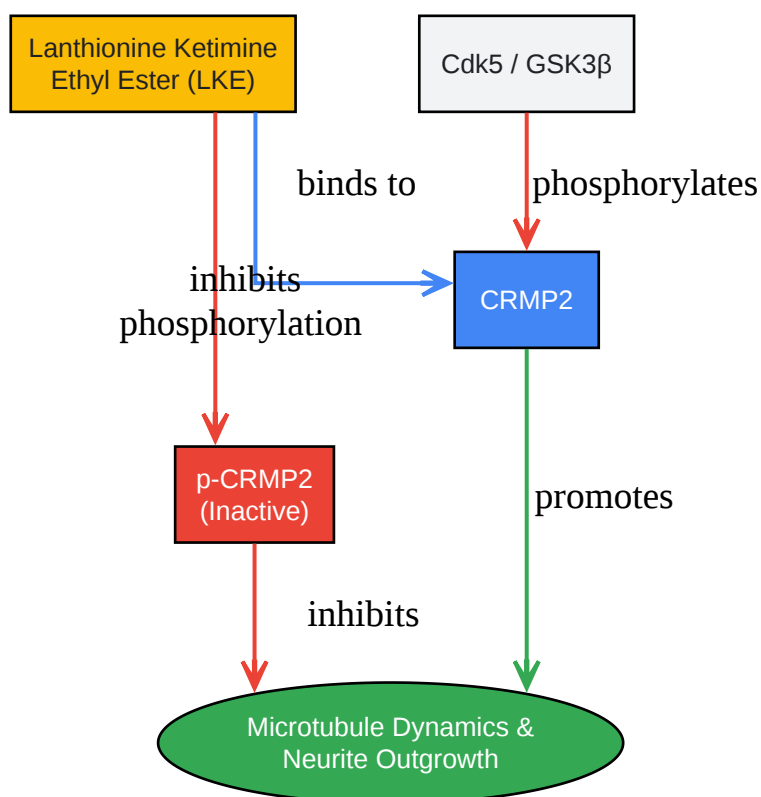 Lanthionine Ketimine
Ethyl Ester (LKE)
Cdk5 / GSK3β
binds to
phosphorylates
inhibits
phosphorylation
CRMP2
p-CRMP2
(Inactive)
promotes
inhibits
Microtubule Dynamics &
Neurite Outgrowth